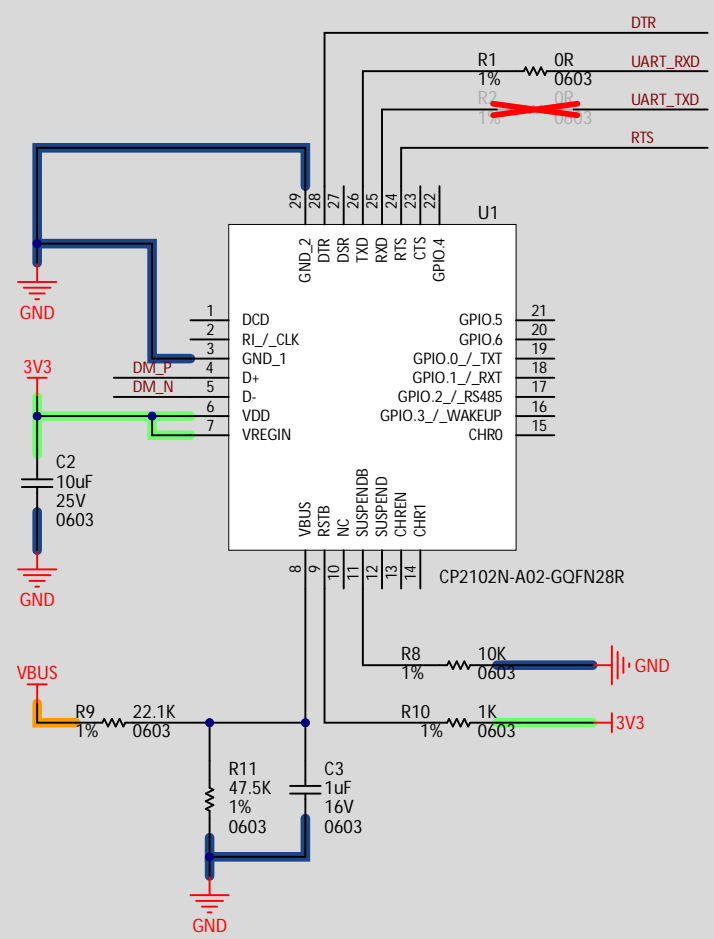 DTR
R1 0R UART_RXD
1% 0603
R2 0R UART_TXD
1% 0603
RTS
29 28 27 26 25 24 23 22
U1
GND_2 DTR DSR TXD RXD RTS CTS GPIO.4
GND
1 DCD GPIO.5 21
2 RI_/_CLK GPIO.6 20
3 GND_1 GPIO.0_/_TXT 19
3V3
DM_P 4 D+ GPIO.1_/_RXT 18
DM_N 5 D- GPIO.2_/_RS485 17
6 VDD GPIO.3_/_WAKEUP 16
7 VREGIN CHR0 15
C2
10uF
25V
0603
VBUS RSTB NC SUSPENDB SUSPEND CHREN CHR1
8 9 10 11 12 13 14
CP2102N-A02-GQFN28R
GND
R8 10K GND
1% 0603
VBUS
R9 22.1K R10 1K 3V3
1% 0603 1% 0603
R11 C3
47.5K 1uF
1% 16V
0603 0603
GND